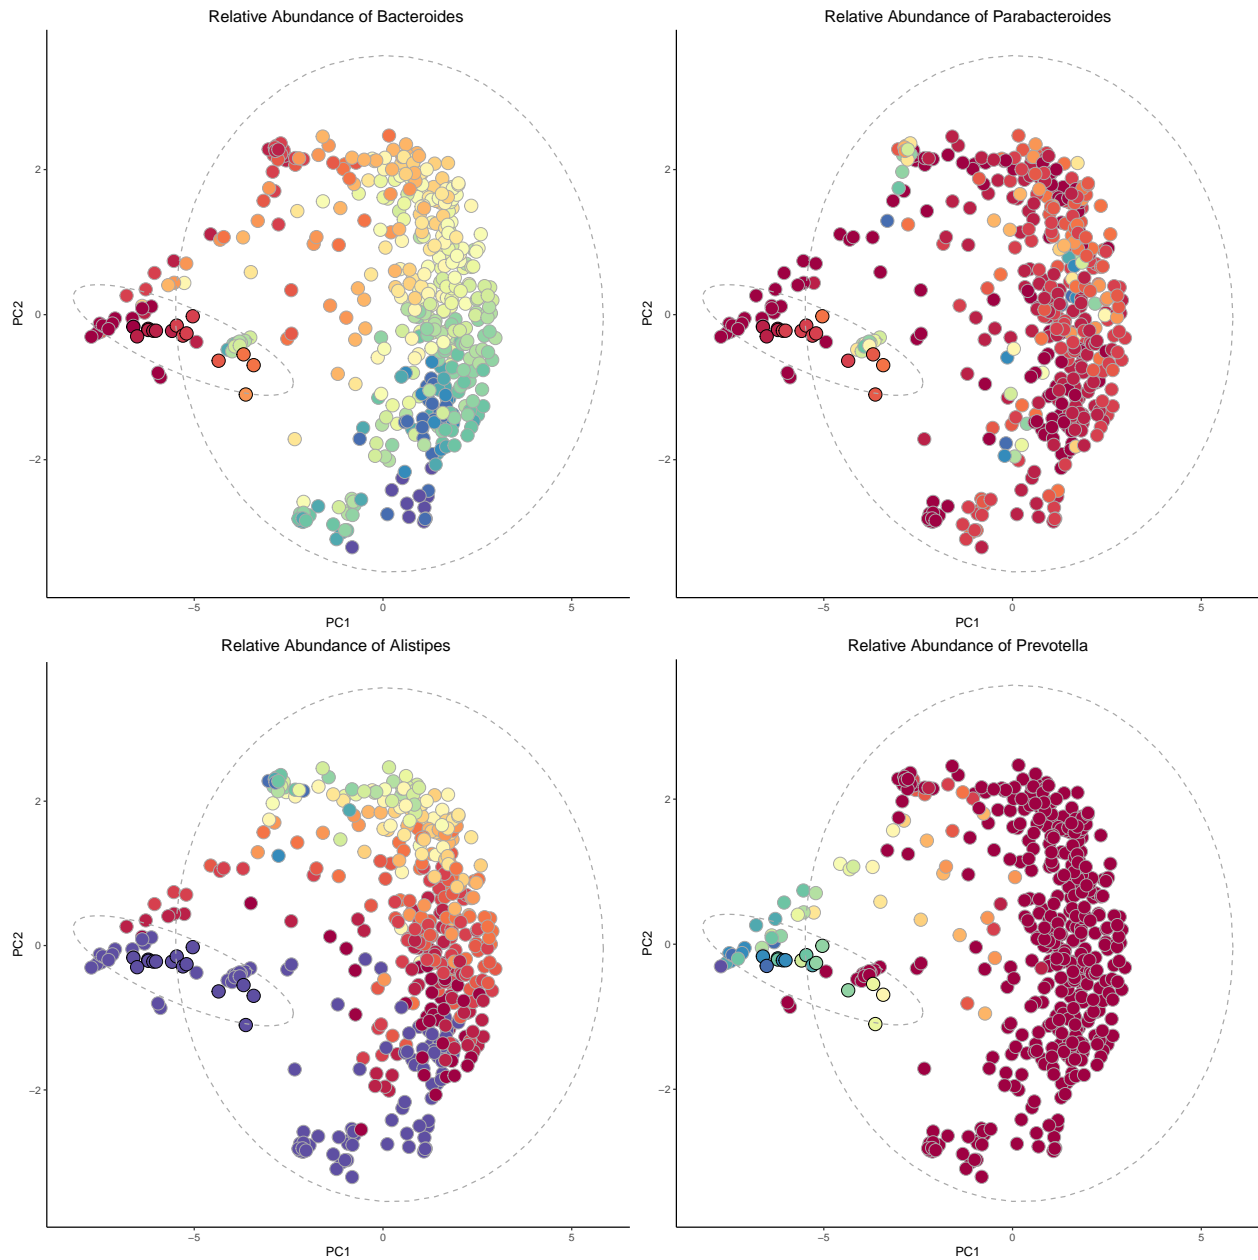 Relative Abundance of Bacteroides
PC2
2
0
−2
−5
0
5
PC1
Relative Abundance of Parabacteroides
PC2
2
0
−2
−5
0
5
PC1
Relative Abundance of Alistipes
PC2
2
0
−2
−5
0
5
PC1
Relative Abundance of Prevotella
PC2
2
0
−2
−5
0
5
PC1